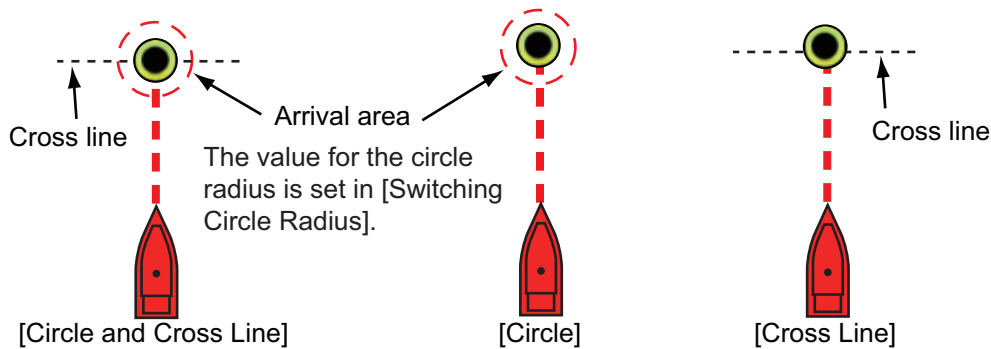 Cross line
Arrival area
The value for the circle
radius is set in [Switching
Circle Radius].
Cross line
[Circle and Cross Line]
[Circle]
[Cross Line]